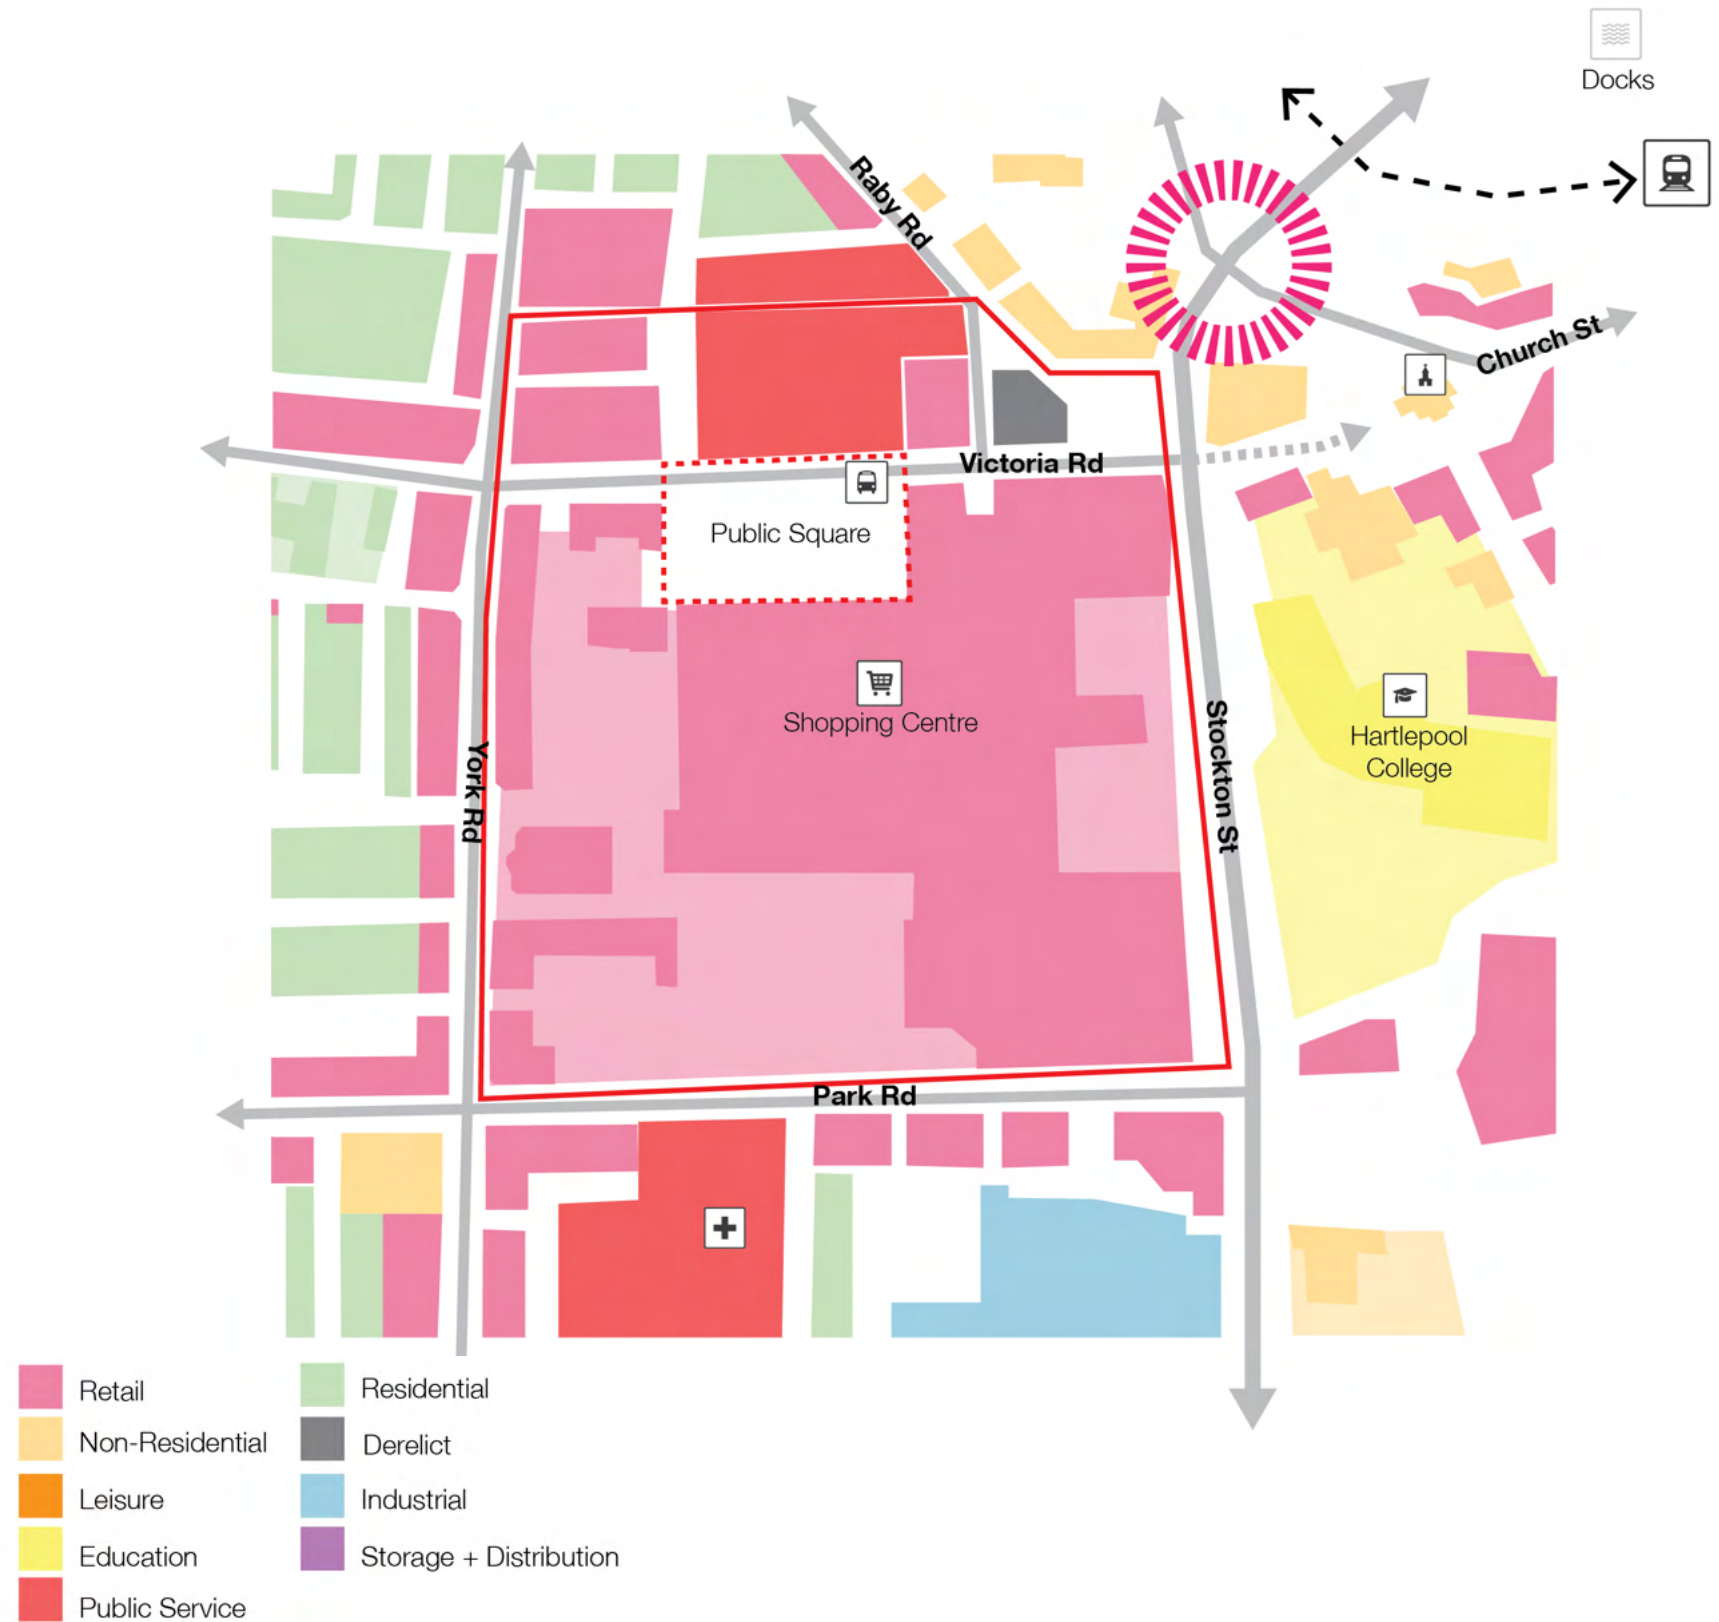 Docks
Raby Rd
Church St
Victoria Rd
Public Square
Shopping Centre
Stockton St
Hartlepool
College
York Rd
Park Rd
Retail
Residential
Non-Residential
Derelict
Leisure
Industrial
Education
Storage + Distribution
Public Service